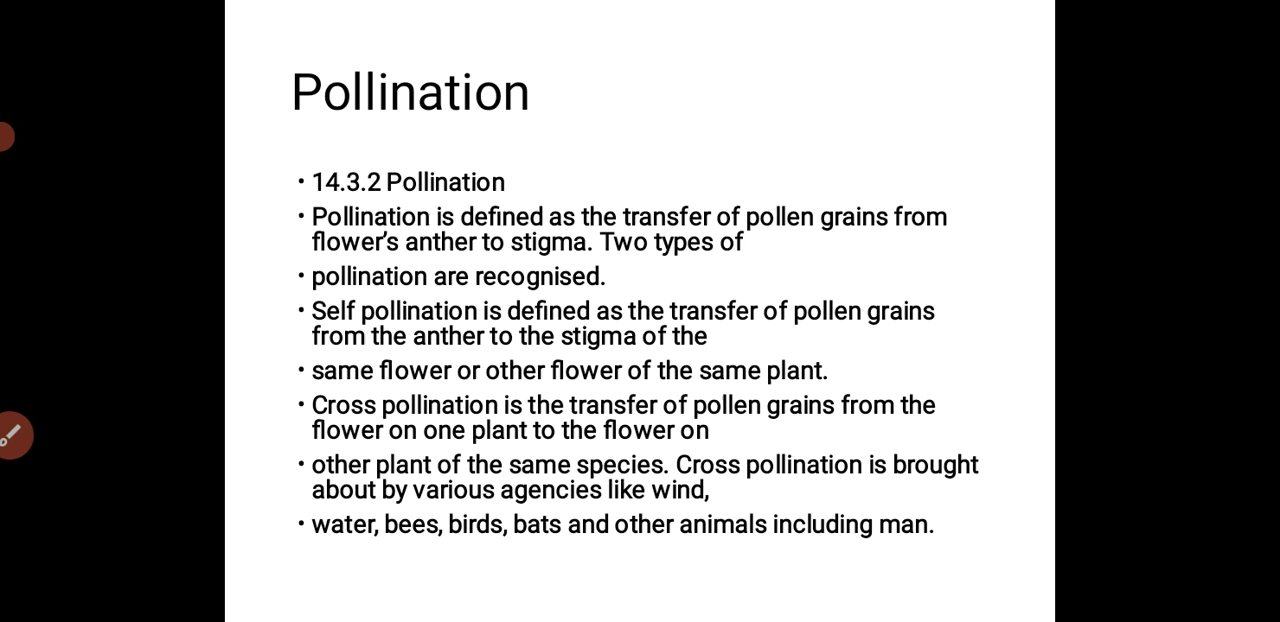 Pollination
• 14.3.2 Pollination
• Pollination is defined as the transfer of pollen grains from
flower’s anther to stigma. Two types of
• pollination are recognised.
• Self pollination is defined as the transfer of pollen grains
from the anther to the stigma of the
• same flower or other flower of the same plant.
• Cross pollination is the transfer of pollen grains from the
flower on one plant to the flower on
• other plant of the same species. Cross pollination is brought
about by various agencies like wind,
• water, bees, birds, bats and other animals including man.